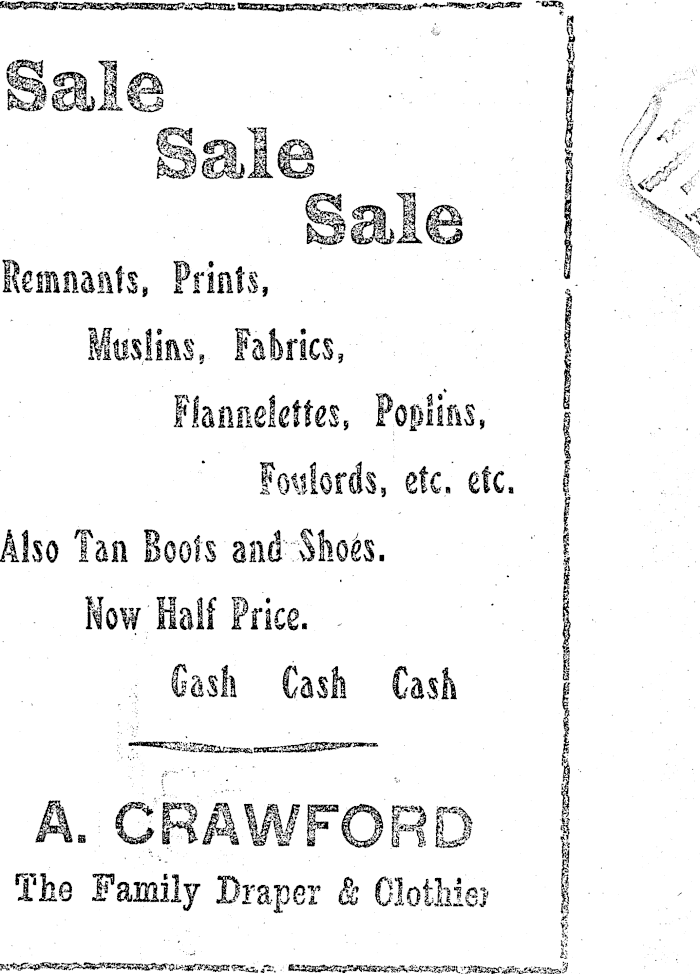 Sale
Sale
Sale
Remnants, Prints,
Muslins, Fabrics,
Flannelettes, Poplins,
Foulords, etc. etc.
Also Tan Boots and Shoes.
Now Half Price.
Cash Cash Cash
A. CRAWFORD
The Family Draper & Clothier